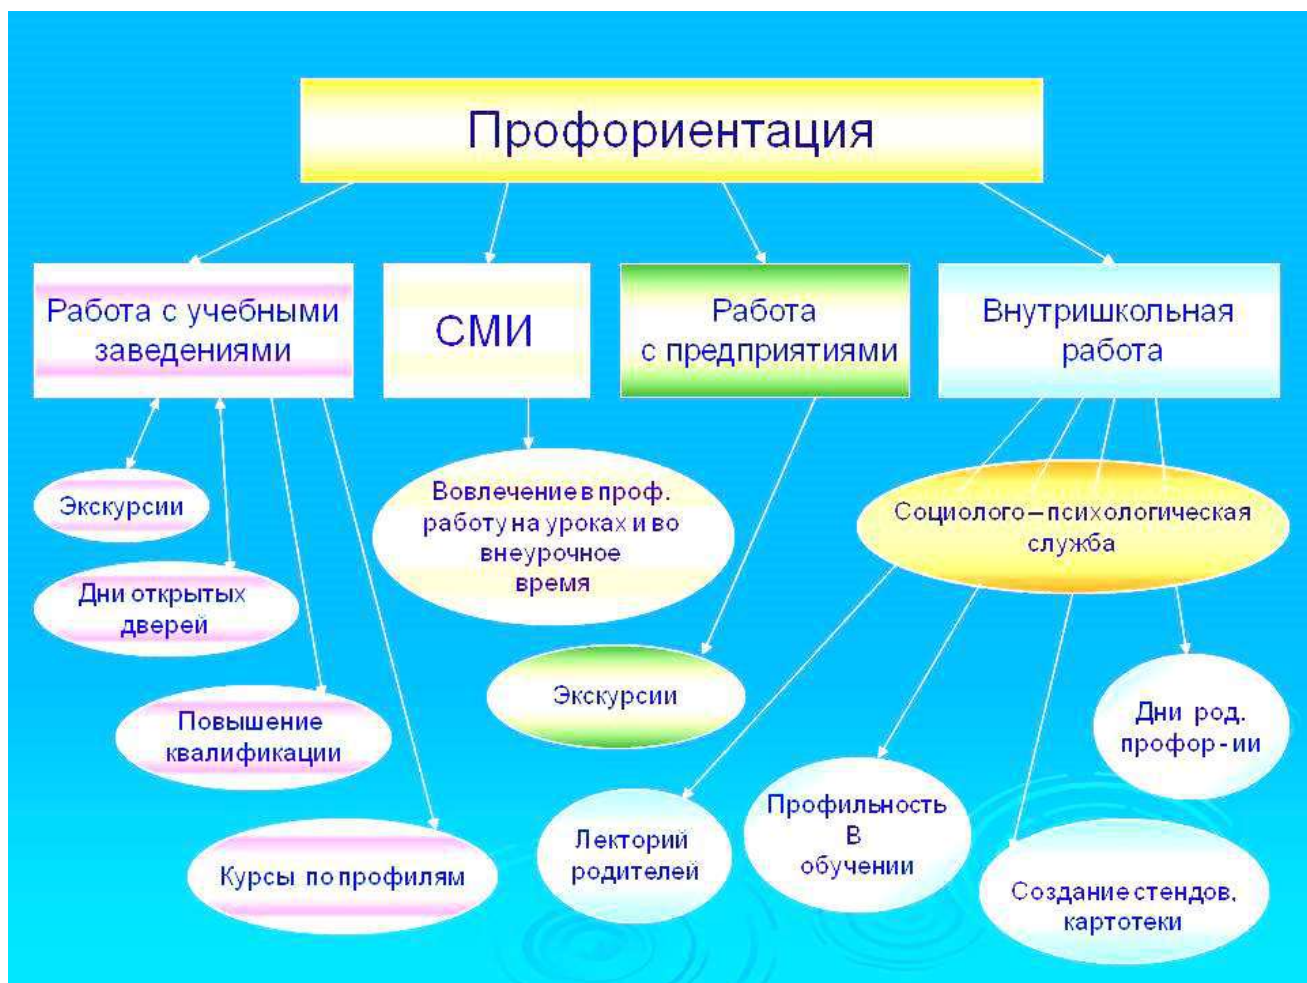 Профориентация
Работа с учебными
заведениями
СМИ
Работа
с предприятиями
Внутришкольная
работа
Экскурсии
Дни открытых
дверей
Повышение
квалификации
Курсы по профилям
Вовлечение в проф.
работу на уроках и во
внеурочное
время
Экскурсии
Социолого – психологическая
служба
Лекторий
родителей
Профильность
В
обучении
Создание стендов,
картотеки
Дни род.
профор - ии